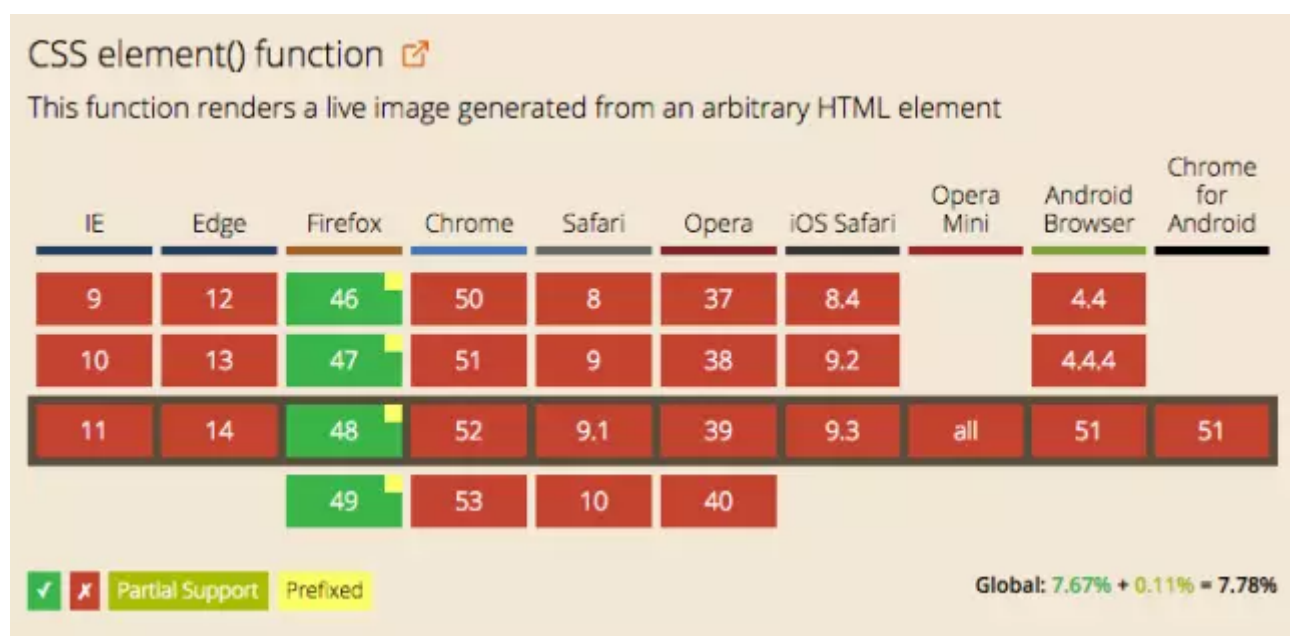 CSS element() function
This function renders a live image generated from an arbitrary HTML element
IE Edge Firefox Chrome Safari Opera iOS Safari Opera Mini Android Browser Chrome for Android
9 12 46 50 8 37 8.4 4.4
10 13 47 51 9 38 9.2 4.4.4
11 14 48 52 9.1 39 9.3 all 51 51
49 53 10 40
✓ ✗ Partial Support Prefixed Global: 7.67% + 0.11% = 7.78%